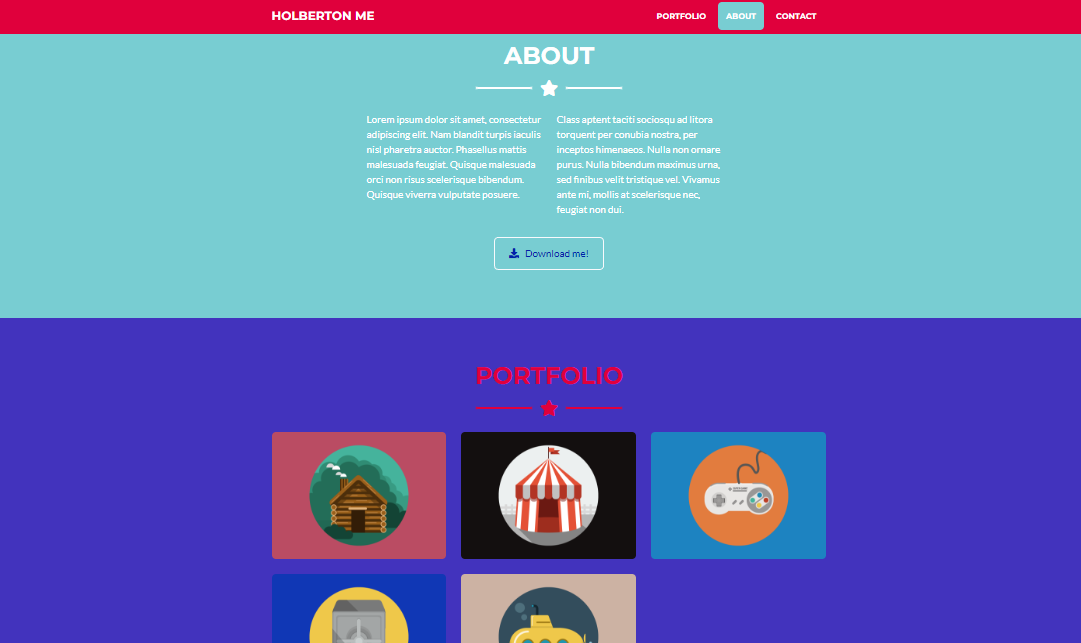 HOLBERTON ME
PORTFOLIO
ABOUT
CONTACT
ABOUT
Lorem ipsum dolor sit amet, consectetur
adipiscing elit. Nam blandit turpis iaculis
nisl pharetra auctor. Phasellus mattis
malesuada feugiat. Quisque malesuada
orci non risus scelerisque bibendum.
Quisque viverra vulputate posuere.
Class aptent taciti sociosqu ad litora
torquent per conubia nostra, per
inceptos himenaeos. Nulla non ornare
purus. Nulla bibendum maximus urna,
sed finibus velit tristique vel. Vivamus
ante mi, mollis at scelerisque nec,
feugiat non dui.
Download me!
PORTFOLIO